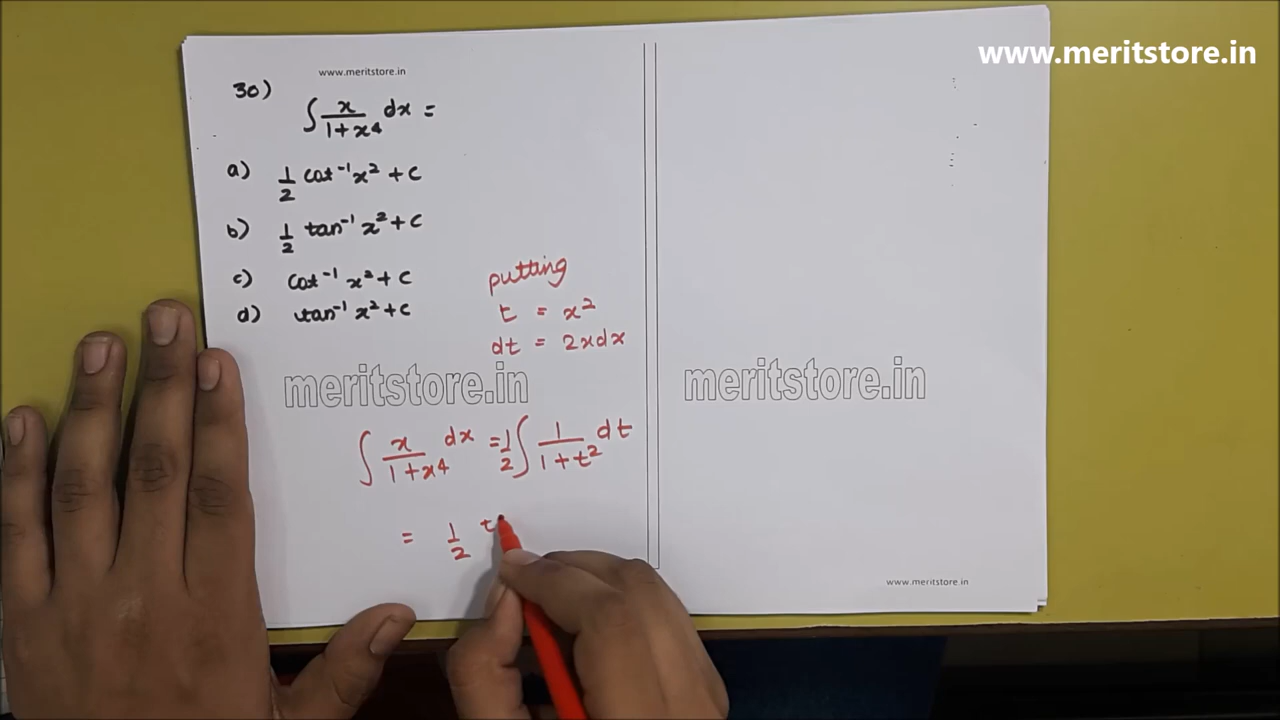 www.meritstore.in
www.meritstore.in
30)
∫ x/(1+x⁴) dx =
a) 1/2 cot⁻¹ x² + c
b) 1/2 tan⁻¹ x² + c
c) cot⁻¹ x² + c
d) tan⁻¹ x² + c
putting
t = x²
dt = 2xdx
meritstore.in
meritstore.in
∫ x/(1+x⁴) dx = 1/2 ∫ 1/(1+t²) dt
= 1/2 t
www.meritstore.in